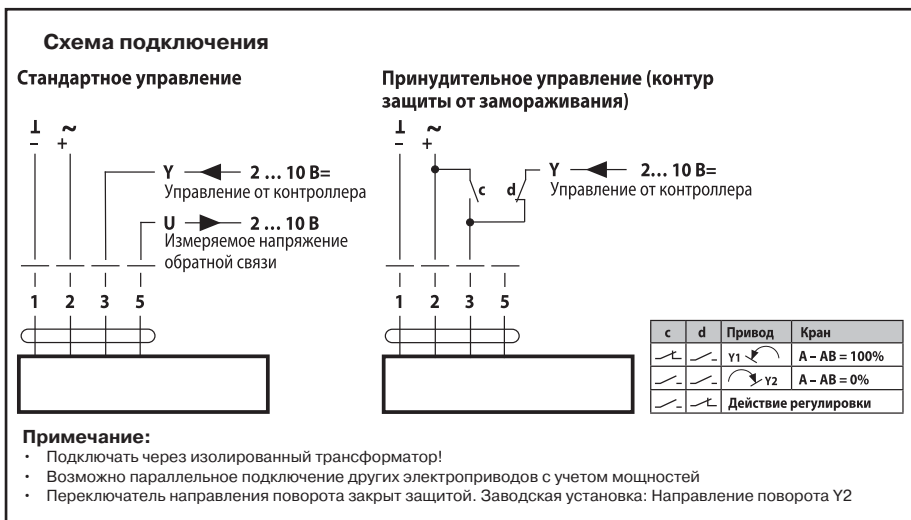 Схема подключения
Стандартное управление
⊥ ~
- +
Y 2 ... 10 В=
Управление от контроллера
U 2 ... 10 В
Измеряемое напряжение
обратной связи
1 2 3 5
Принудительное управление (контур
защиты от замораживания)
⊥ ~
- +
c d Y 2... 10 В=
Управление от контроллера
1 2 3 5
c d Привод Кран
Y1 A – AB = 100%
Y2 A – AB = 0%
Действие регулировки
Примечание:
• Подключать через изолированный трансформатор!
• Возможно параллельное подключение других электроприводов с учетом мощностей
• Переключатель направления поворота закрыт защитой. Заводская установка: Направление поворота Y2